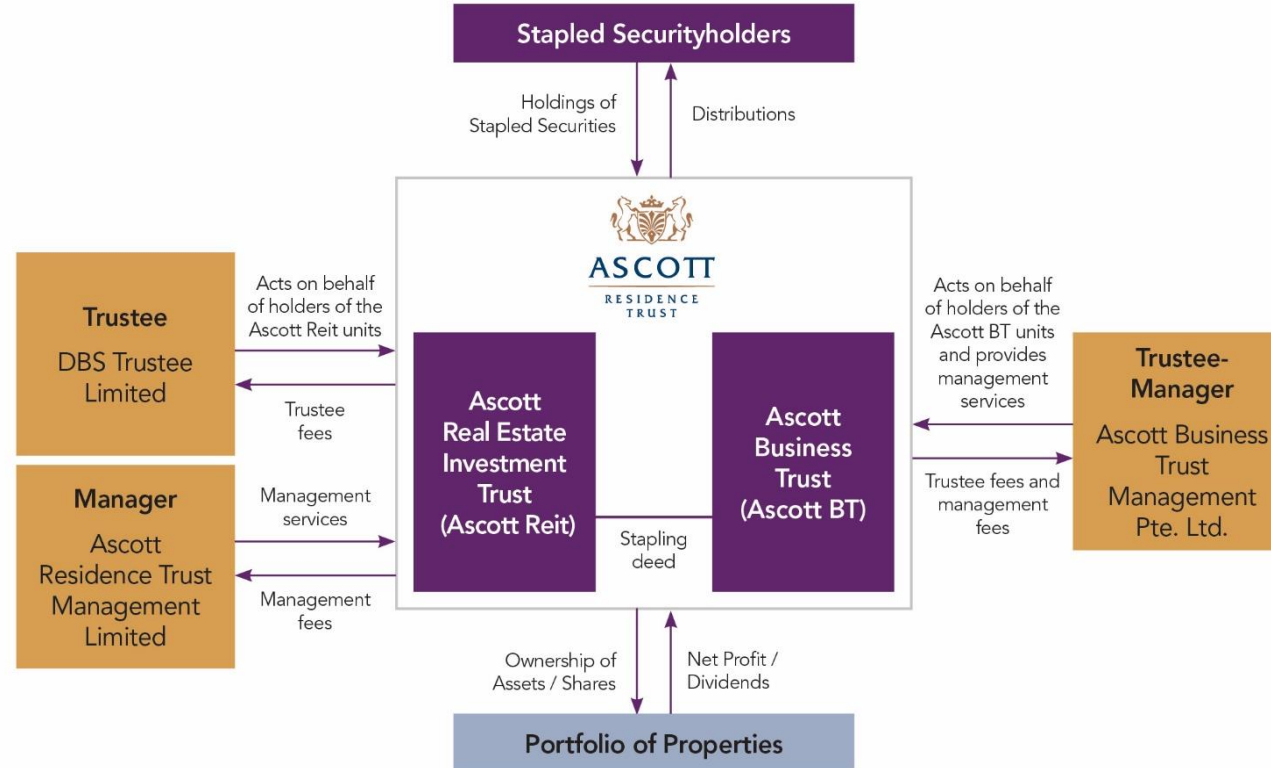 Stapled Securityholders
Holdings of
Stapled Securities
Distributions
ASCOTT
RESIDENCE
TRUST
Trustee
DBS Trustee
Limited
Acts on behalf
of holders of the
Ascott Reit units
Trustee
fees
Manager
Ascott
Residence Trust
Management
Limited
Management
services
Management
fees
Ascott
Real Estate
Investment
Trust
(Ascott Reit)
Stapling
deed
Ascott
Business
Trust
(Ascott BT)
Acts on behalf
of holders of the
Ascott BT units
and provides
management
services
Trustee fees and
management
fees
Trustee-
Manager
Ascott Business
Trust
Management
Pte. Ltd.
Ownership of
Assets / Shares
Net Profit /
Dividends
Portfolio of Properties